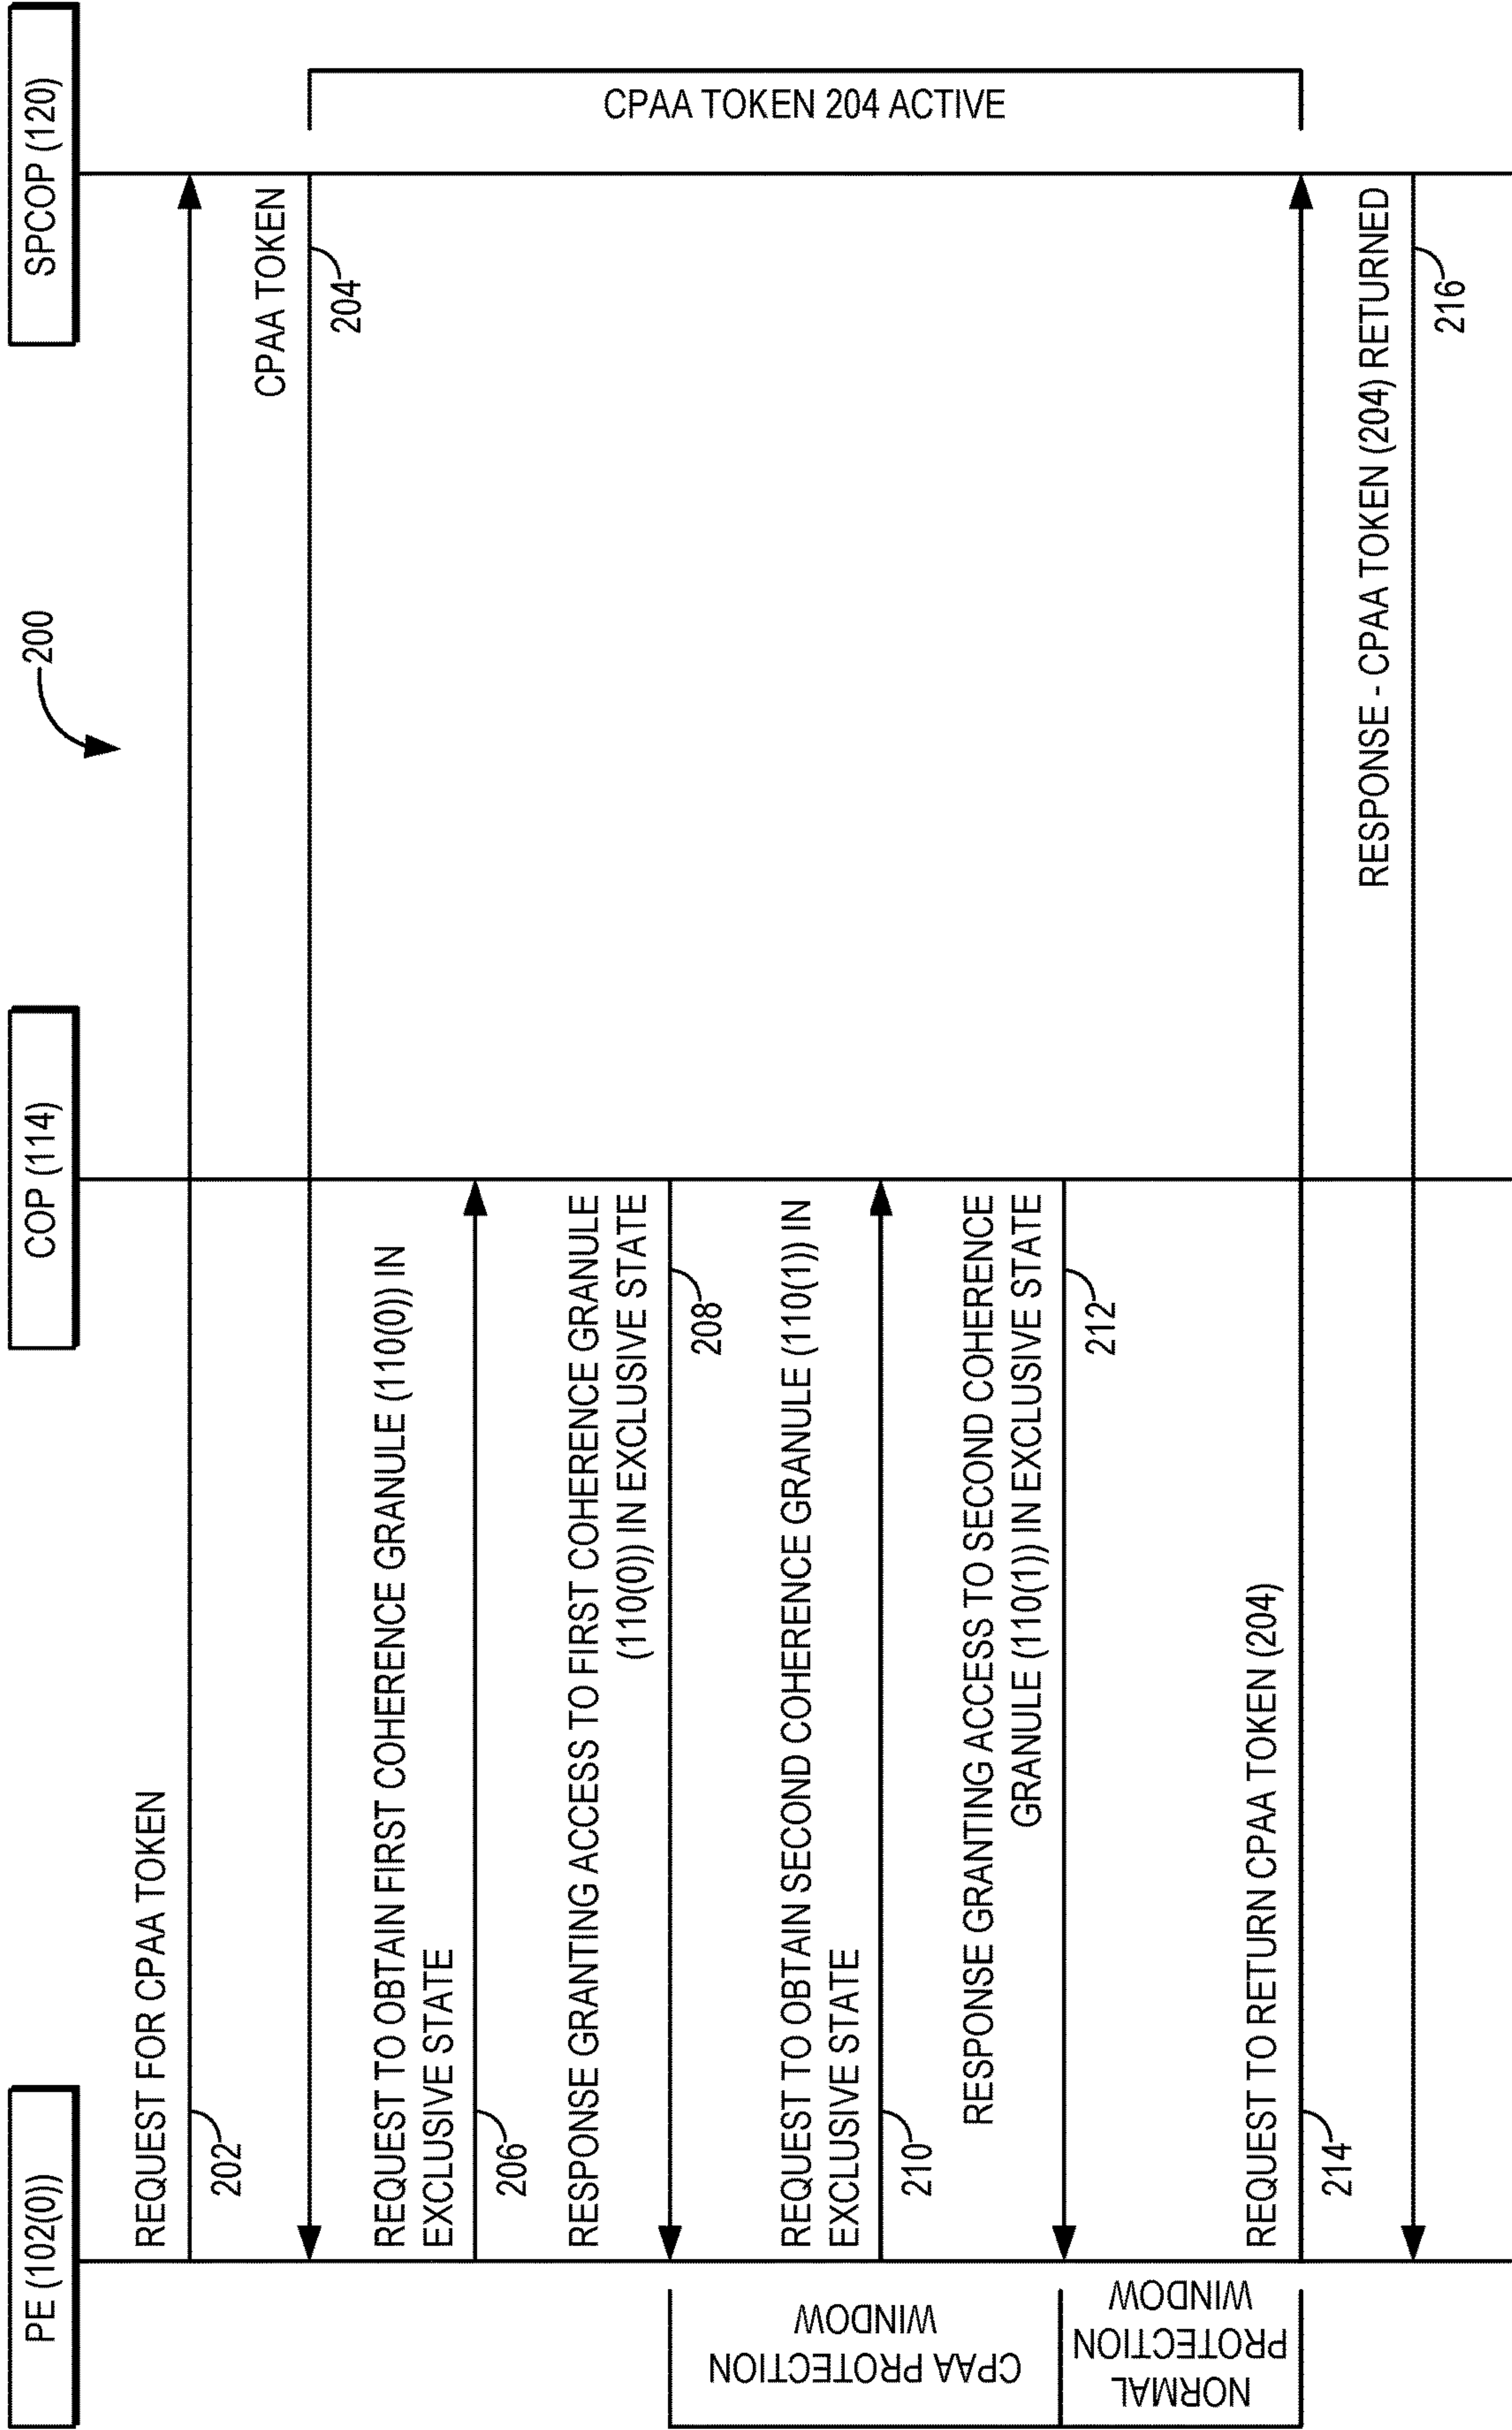 200
PE (102(0))
COP (114)
SPCOP (120)
REQUEST FOR CPAA TOKEN
202
CPAA TOKEN
204
REQUEST TO OBTAIN FIRST COHERENCE GRANULE (110(0)) IN
EXCLUSIVE STATE
206
RESPONSE GRANTING ACCESS TO FIRST COHERENCE GRANULE
(110(0)) IN EXCLUSIVE STATE
208
REQUEST TO OBTAIN SECOND COHERENCE GRANULE (110(1)) IN
EXCLUSIVE STATE
210
RESPONSE GRANTING ACCESS TO SECOND COHERENCE
GRANULE (110(1)) IN EXCLUSIVE STATE
212
REQUEST TO RETURN CPAA TOKEN (204)
214
RESPONSE - CPAA TOKEN (204) RETURNED
216
CPAA PROTECTION
WINDOW
NORMAL
PROTECTION
WINDOW
CPAA TOKEN 204 ACTIVE